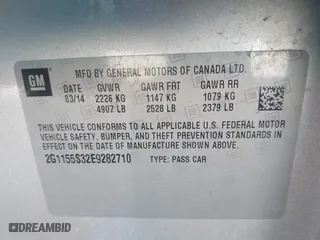 GM
MFD BY GENERAL MOTORS OF CANADA LTD.
DATE GVWR GAWR FRT GAWR RR
03/14 2226 KG 1147 KG 1079 KG
4907 LB 2528 LB 2379 LB
THIS VEHICLE CONFORMS TO ALL APPLICABLE U.S. FEDERAL MOTOR
VEHICLE SAFETY, BUMPER, AND THEFT PREVENTION STANDARDS
IN EFFECT ON THE DATE OF MANUFACTURE SHOWN ABOVE.
2G1155S32E9282710 TYPE: PASS CAR
DREAMBID